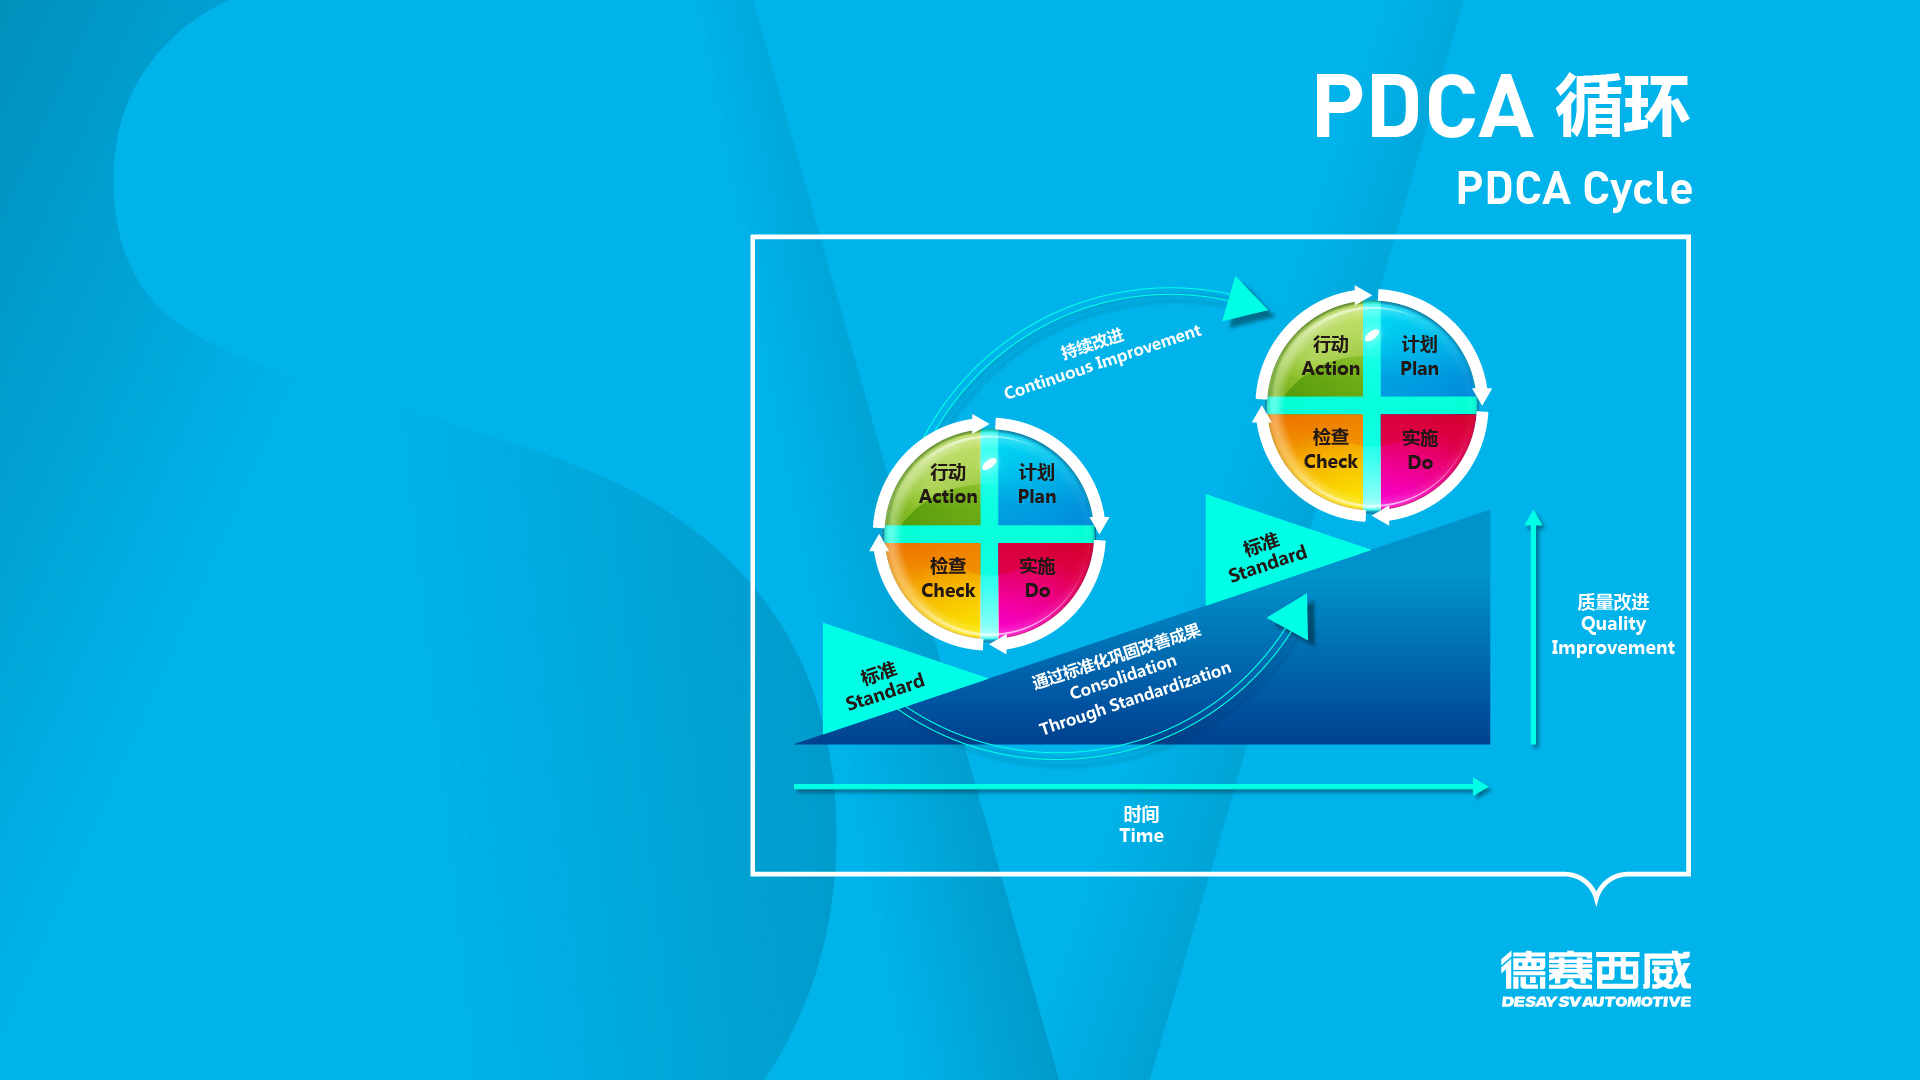 PDCA 循环
PDCA Cycle
持续改进
Continuous Improvement
行动
Action
计划
Plan
检查
Check
实施
Do
行动
Action
计划
Plan
检查
Check
实施
Do
标准
Standard
标准
Standard
通过标准化巩固改善成果
Consolidation
Through Standardization
质量改进
Quality
Improvement
时间
Time
德赛西威
DESAY SV AUTOMOTIVE